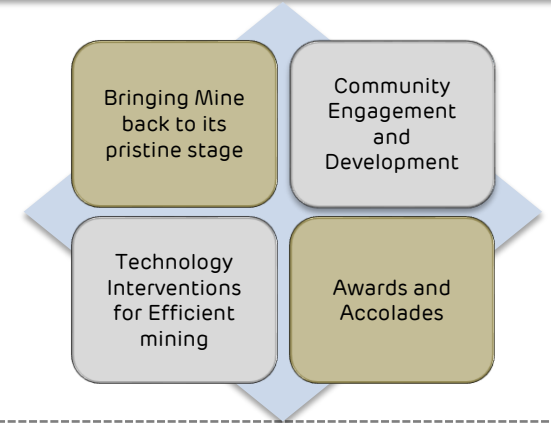 Bringing Mine
back to its
pristine stage
Community
Engagement
and
Development
Technology
Interventions
for Efficient
mining
Awards and
Accolades